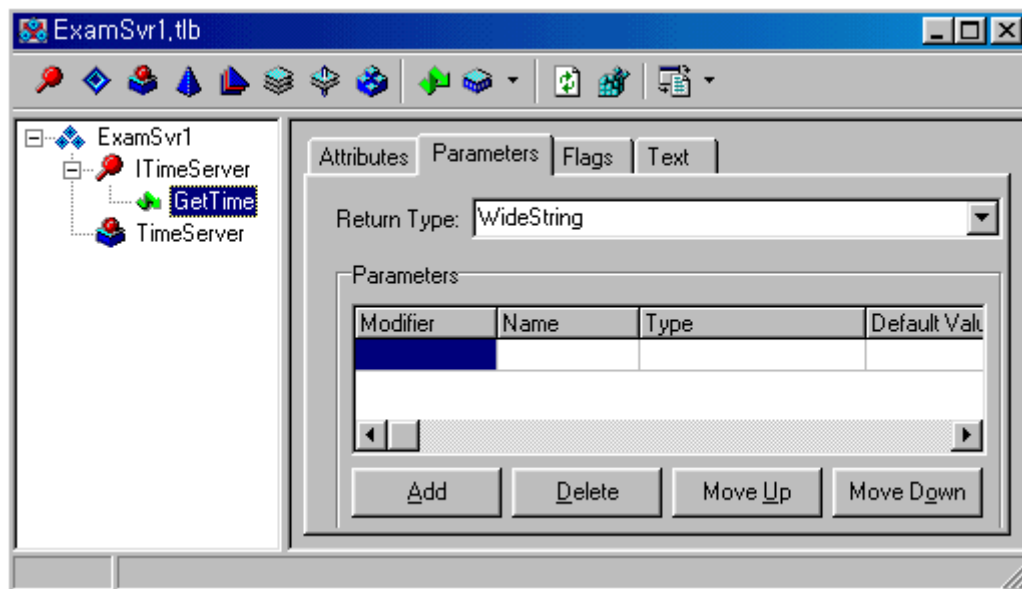 ExamSvr1.tlb
ExamSvr1
ITimeServer
GetTime
TimeServer
Attributes Parameters Flags Text
Return Type: WideString
Parameters
Modifier Name Type Default Valu
Add Delete Move Up Move Down